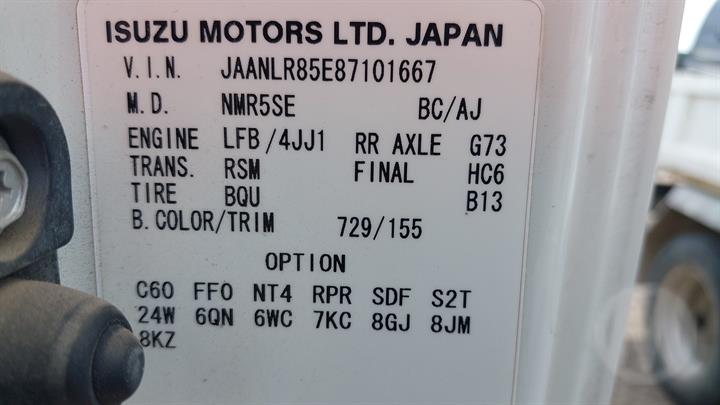 ISUZU MOTORS LTD. JAPAN
V.I.N. JAANLR85E87101667
M.D. NMR5SE BC/AJ
ENGINE LFB/4JJ1 RR AXLE G73
TRANS. RSM FINAL HC6
TIRE BQU B13
B.COLOR/TRIM 729/155
OPTION
C60 FF0 NT4 RPR SDF S2T
24W 6QN 6WC 7KC 8GJ 8JM
8KZ